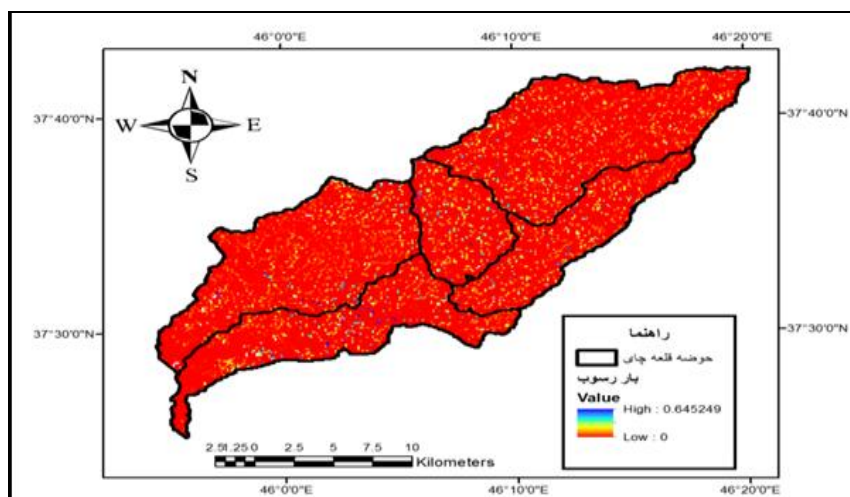 46°0'0"E 46°10'0"E 46°20'0"E
N
W E
S
37°40'0"N 37°40'0"N
37°30'0"N 37°30'0"N
راهنما
حوضه قلعه چای
بار رسوب
Value
High : 0.645249
Low : 0
2.51.25 0 2.5 5 7.5 10
Kilometers
46°0'0"E 46°10'0"E 46°20'0"E